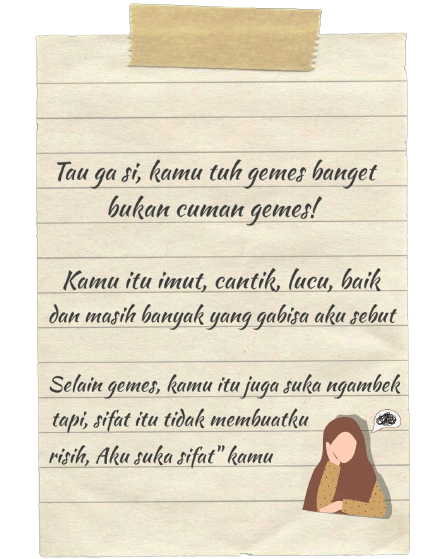 Tau ga si, kamu tuh gemes banget
bukan cuman gemes!
Kamu itu imut, cantik, lucu, baik
dan masih banyak yang gabisa aku sebut
Selain gemes, kamu itu juga suka ngambek
tapi, sifat itu tidak membuatku
risih, Aku suka sifat" kamu